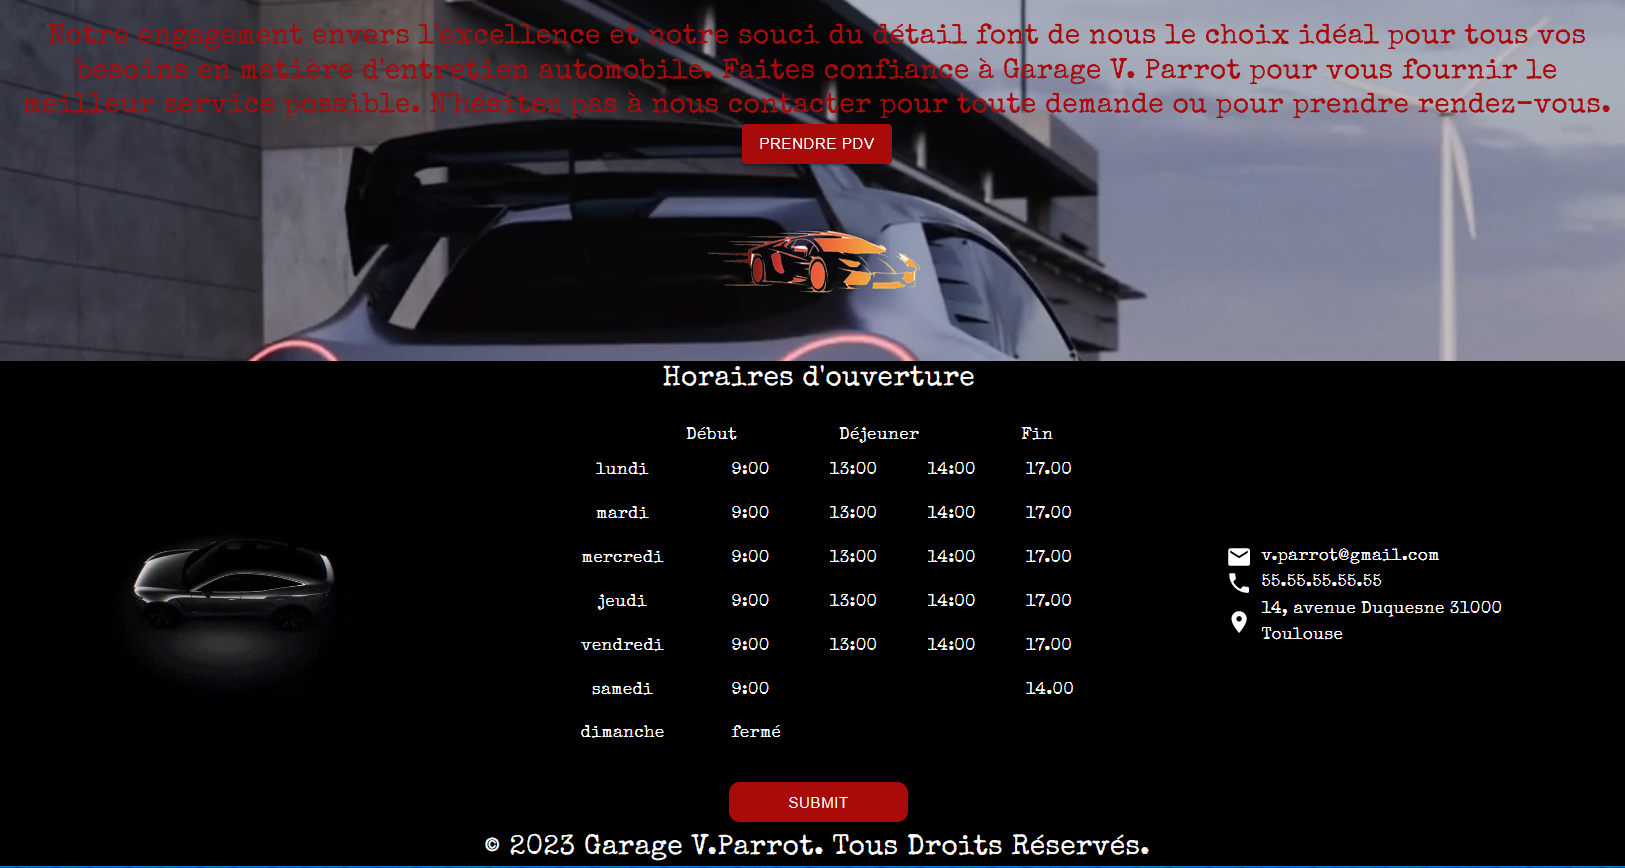 Notre engagement envers l'excellence et notre souci du détail font de nous le choix idéal pour tous vos
besoins en matière d'entretien automobile. Faites confiance à Garage V. Parrot pour vous fournir le
meilleur service possible. N'hésitez pas à nous contacter pour toute demande ou pour prendre rendez-vous.
PRENDRE PDV
Horaires d'ouverture
Début Déjeuner Fin
lundi 9:00 13:00 14:00 17.00
mardi 9:00 13:00 14:00 17.00
mercredi 9:00 13:00 14:00 17.00
jeudi 9:00 13:00 14:00 17.00
vendredi 9:00 13:00 14:00 17.00
samedi 9:00 14.00
dimanche fermé
v.parrot@gmail.com
55.55.55.55.55
14, avenue Duquesne 31000
Toulouse
SUBMIT
© 2023 Garage V.Parrot. Tous Droits Réservés.